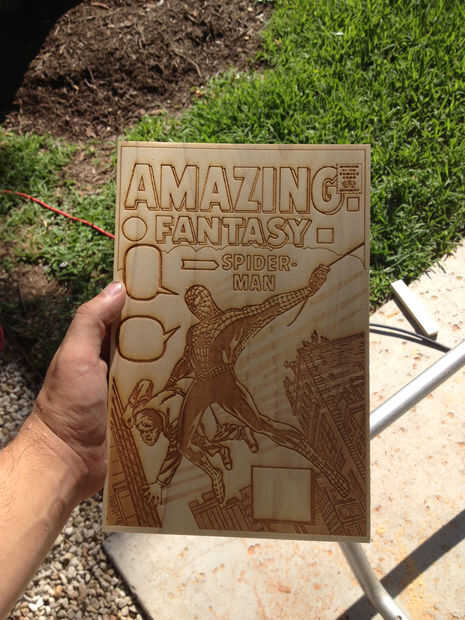 AMAZING
FANTASY
SPIDER-
MAN